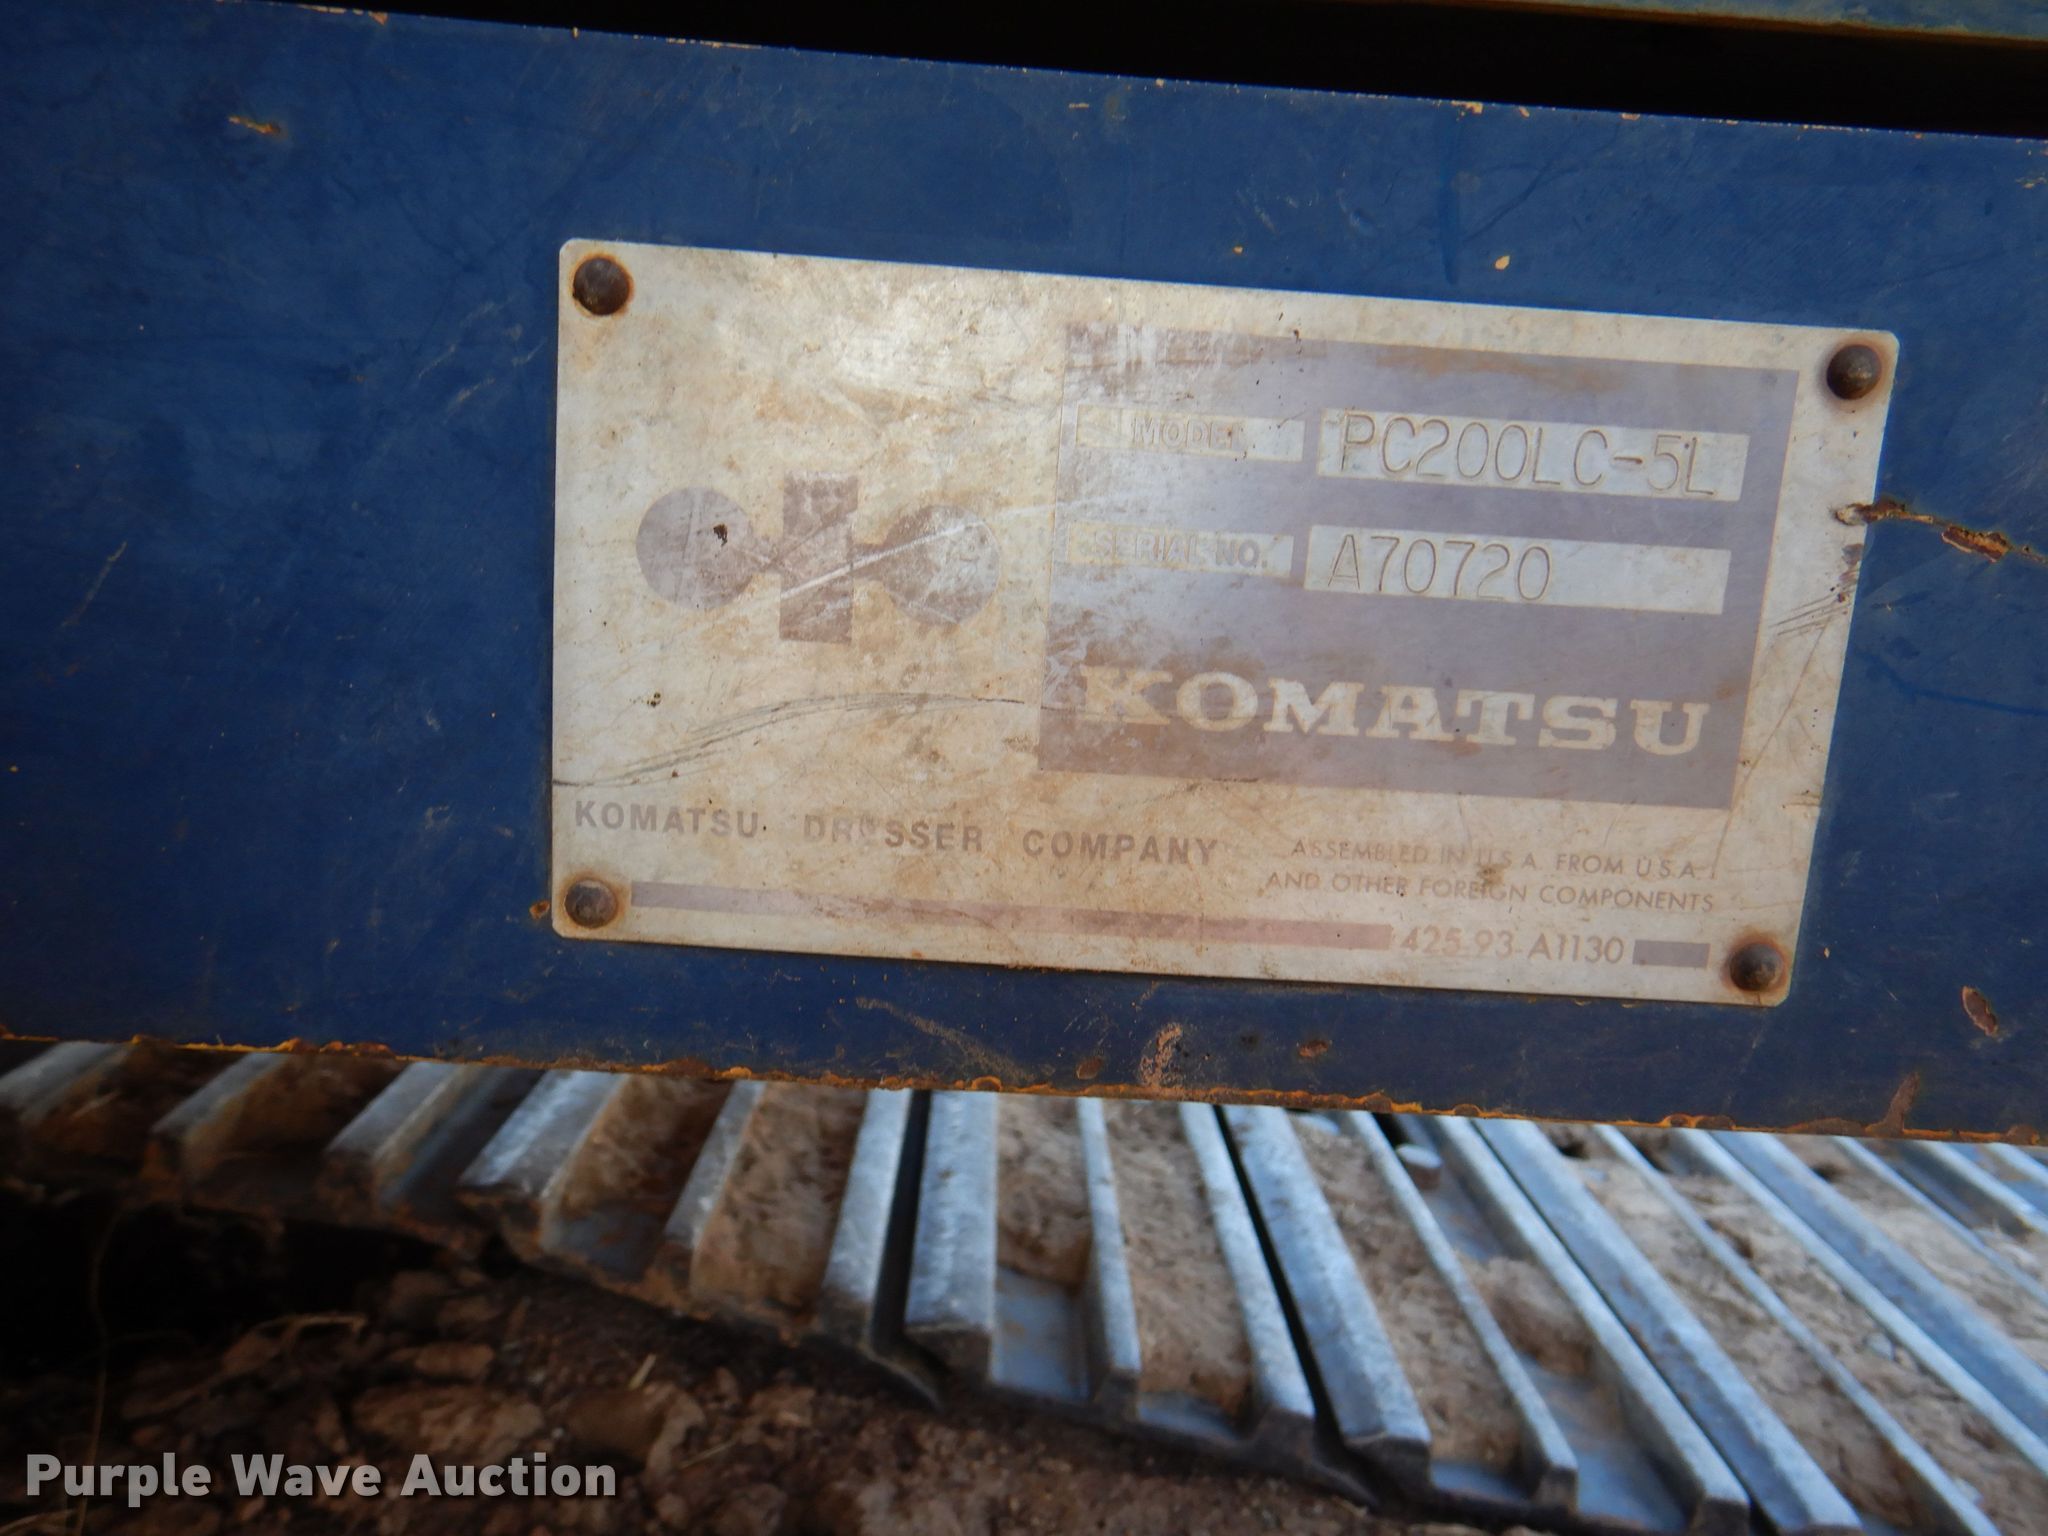 MODEL PC200LC-5L
SERIAL NO. A70720
KOMATSU
KOMATSU DRESSER COMPANY
ASSEMBLED IN U.S.A. FROM U.S.A.
AND OTHER FOREIGN COMPONENTS
425-93-A1130
Purple Wave Auction